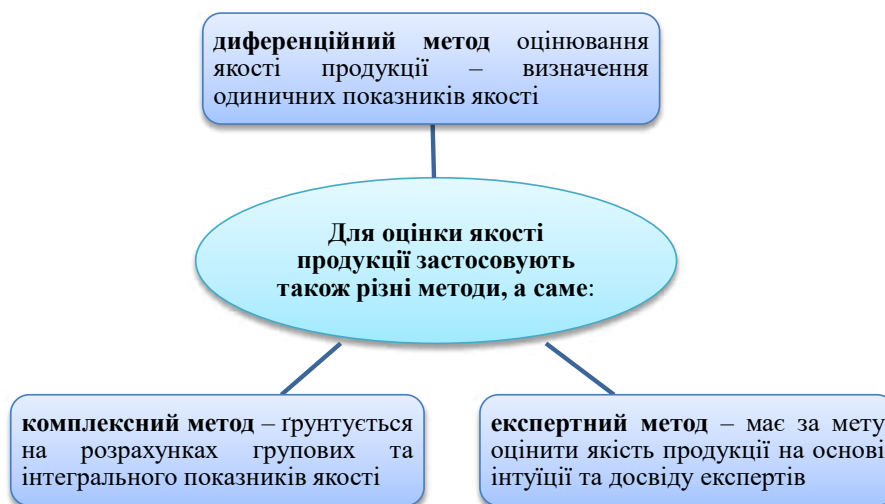 диференційний метод оцінювання
якості продукції – визначення
одиничних показників якості
Для оцінки якості
продукції застосовують
також різні методи, а саме:
комплексний метод – ґрунтується
на розрахунках групових та
інтегрального показників якості
експертний метод – має за мету
оцінити якість продукції на основі
інтуїції та досвіду експертів